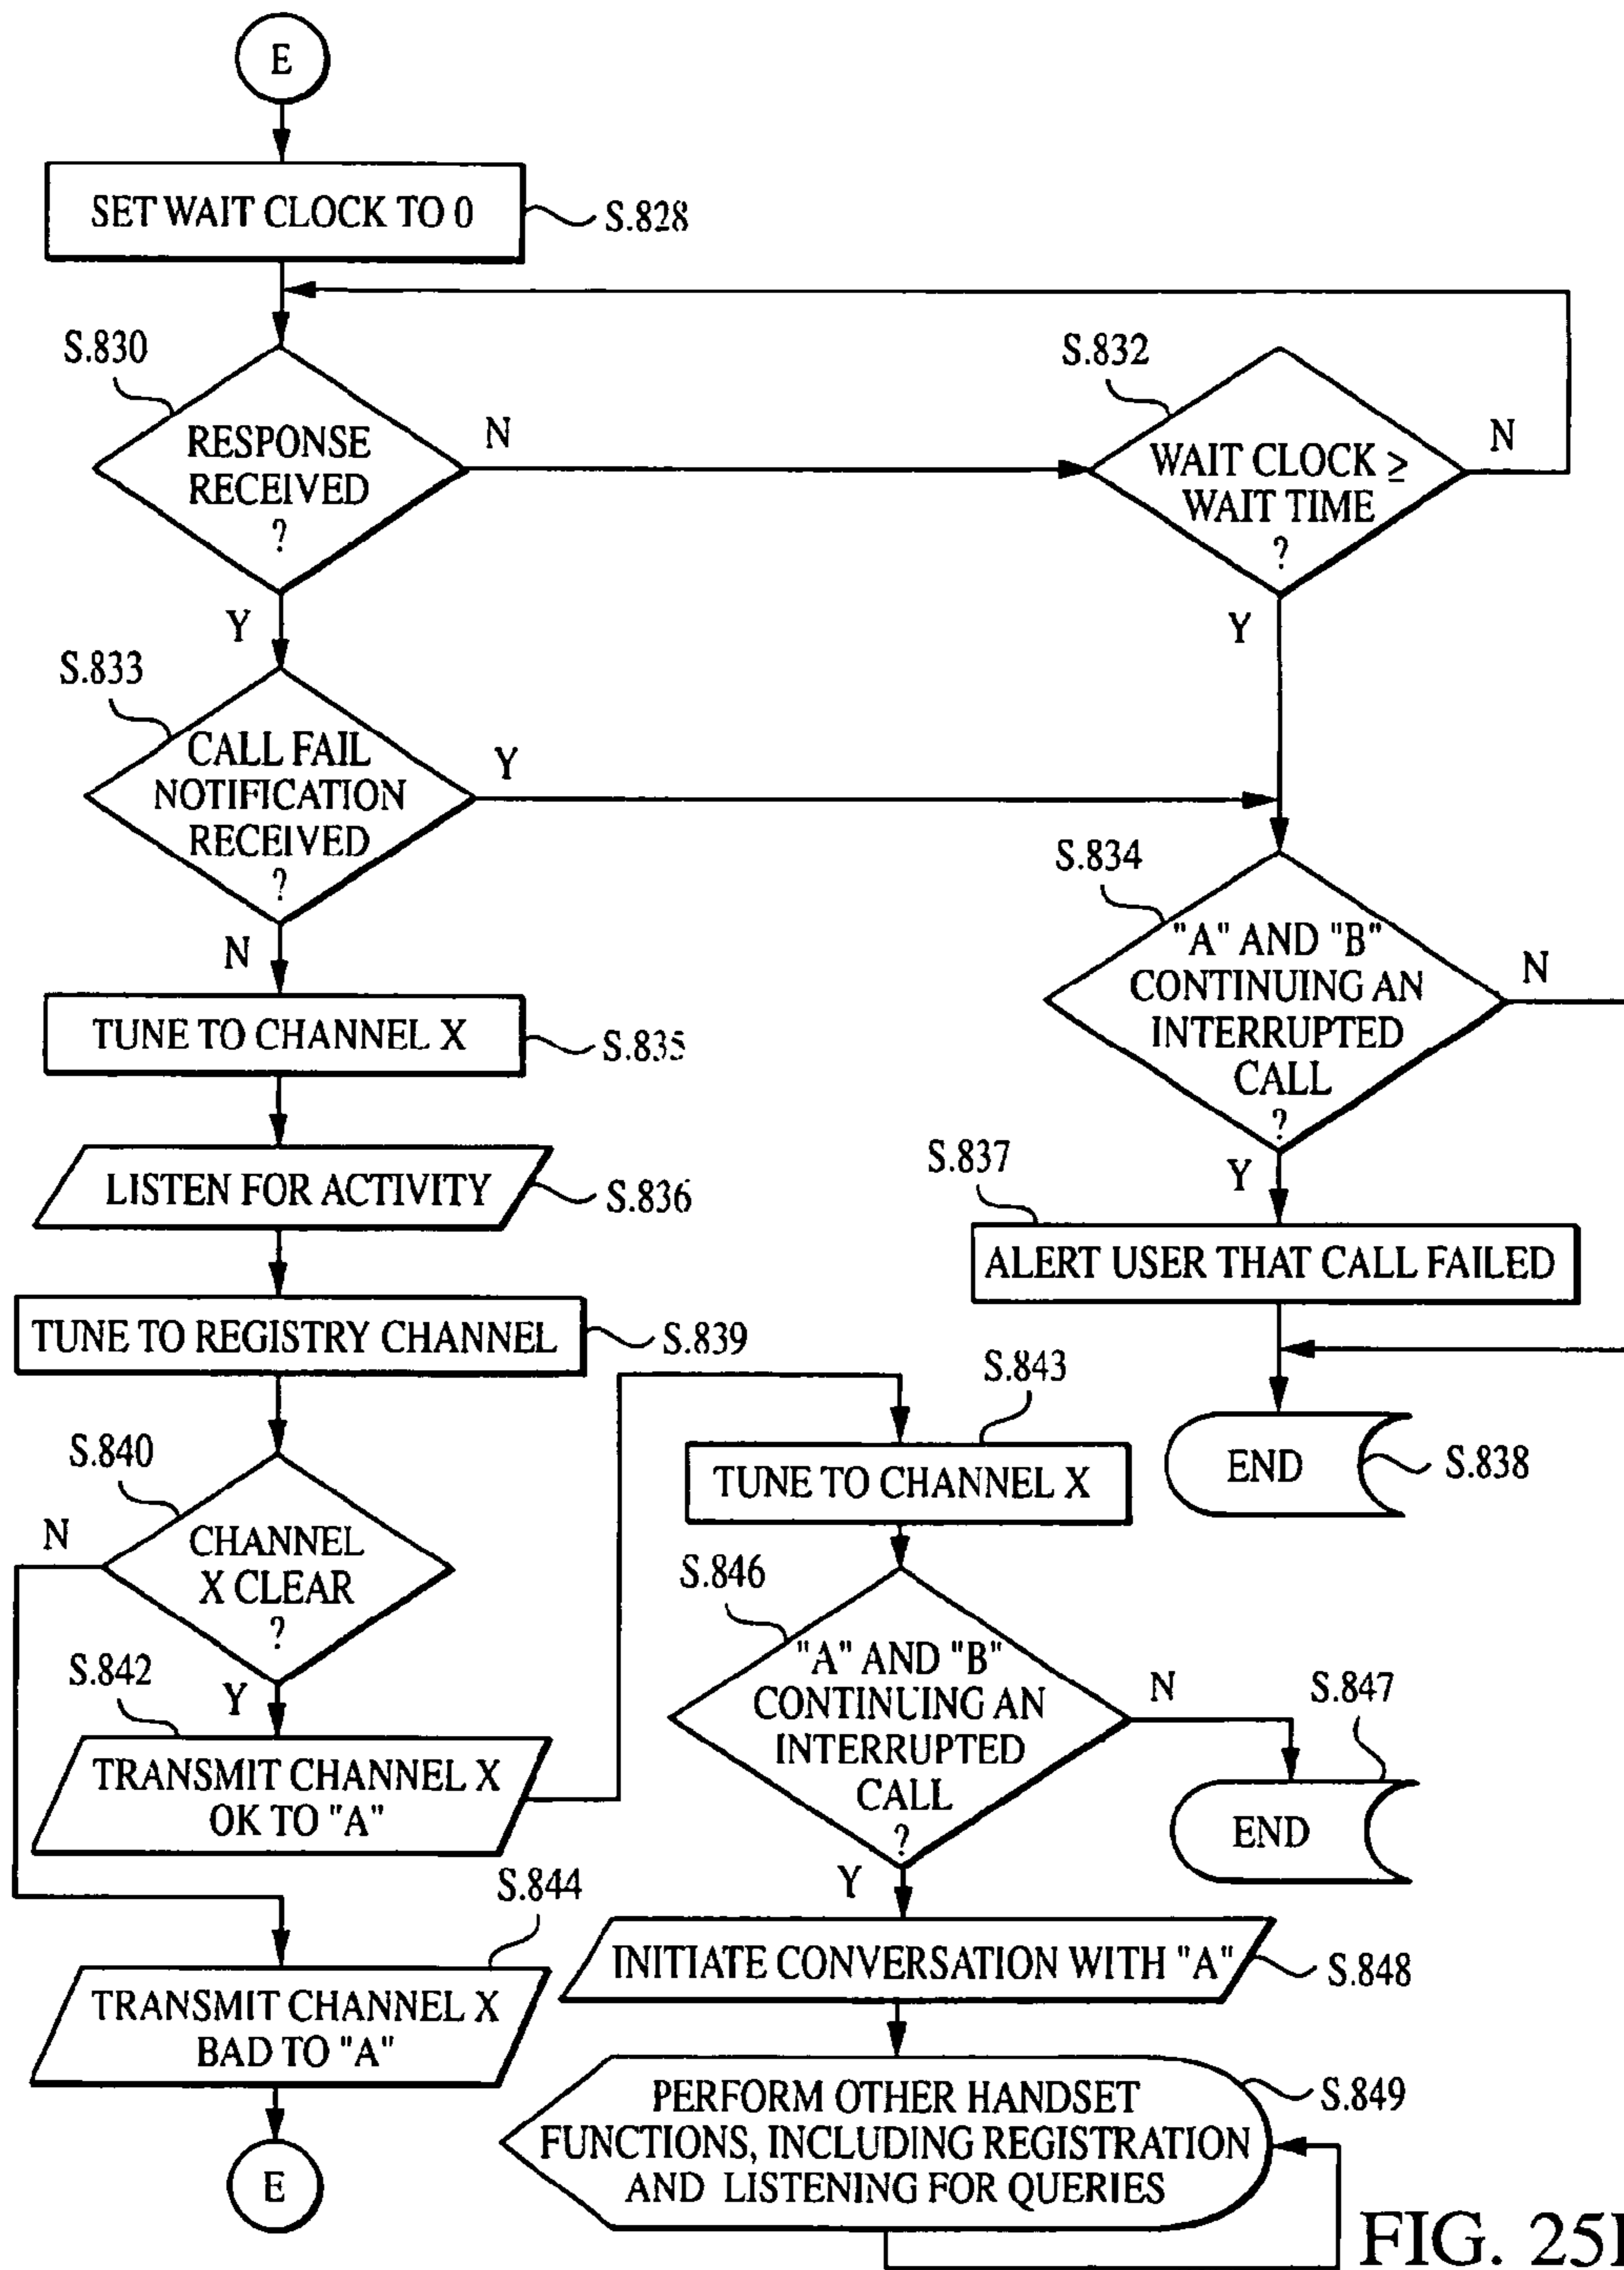 E
SET WAIT CLOCK TO 0
S.828
S.830
RESPONSE
RECEIVED
?
N
Y
S.832
WAIT CLOCK ≥
WAIT TIME
?
N
Y
S.833
CALL FAIL
NOTIFICATION
RECEIVED
?
Y
N
S.834
"A" AND "B"
CONTINUING AN
INTERRUPTED
CALL
?
N
Y
TUNE TO CHANNEL X
S.835
LISTEN FOR ACTIVITY
S.836
S.837
ALERT USER THAT CALL FAILED
TUNE TO REGISTRY CHANNEL
S.839
END
S.838
S.840
CHANNEL
X CLEAR
?
N
Y
S.842
TRANSMIT CHANNEL X
OK TO "A"
S.843
TUNE TO CHANNEL X
S.846
"A" AND "B"
CONTINUING AN
INTERRUPTED
CALL
?
N
Y
S.847
END
S.844
TRANSMIT CHANNEL X
BAD TO "A"
E
INITIATE CONVERSATION WITH "A"
S.848
PERFORM OTHER HANDSET
FUNCTIONS, INCLUDING REGISTRATION
AND LISTENING FOR QUERIES
S.849
FIG.